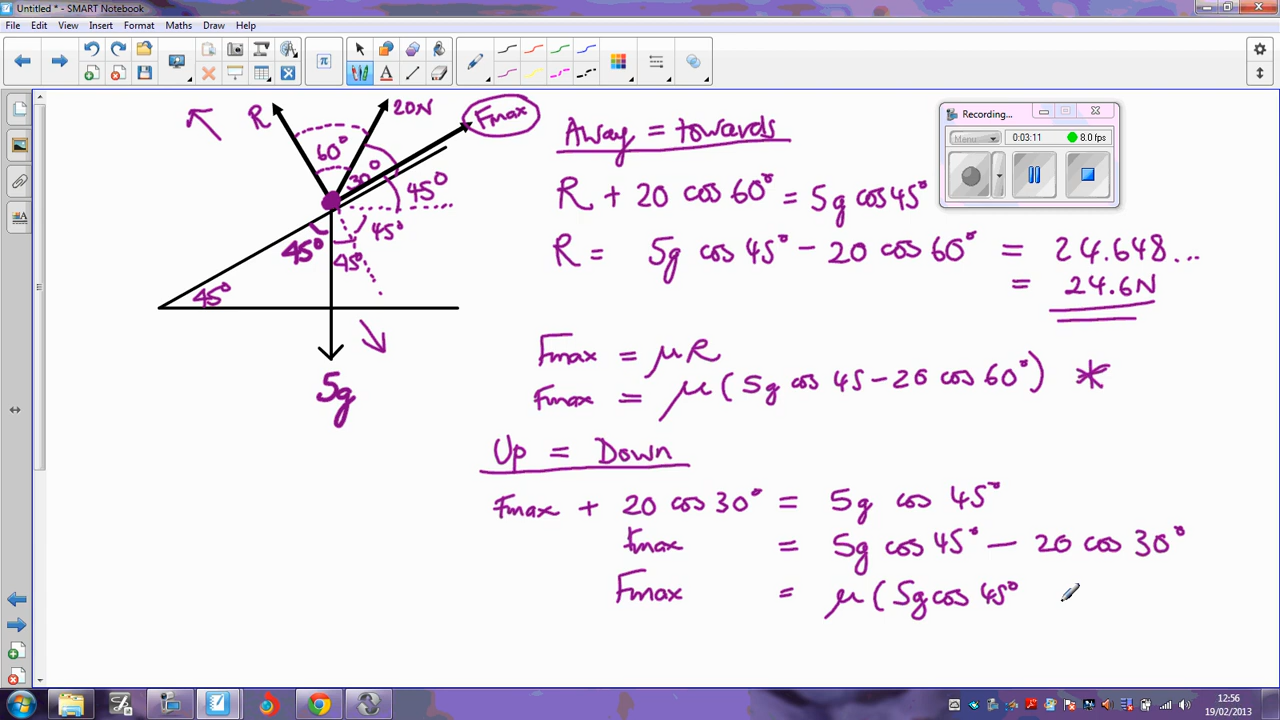 Untitled * - SMART Notebook
File Edit View Insert Format Away Draw Help
R
20N
Fmax
60°
30°
45°
45°
45°
45°
45°
5g
Away = towards
R + 20 cos 60° = 5g cos 45°
R = 5g cos 45° - 20 cos 60° = 24.648...
= 24.6N
Fmax = μR
Fmax = μ(5g cos 45 - 20 cos 60°) *
Up = Down
Fmax + 20 cos 30° = 5g cos 45°
Fmax = 5g cos 45° - 20 cos 30°
Fmax = μ(5g cos 45°
Recording...
Menu
0:03:11
8.0 fps
12:56
19/02/2013